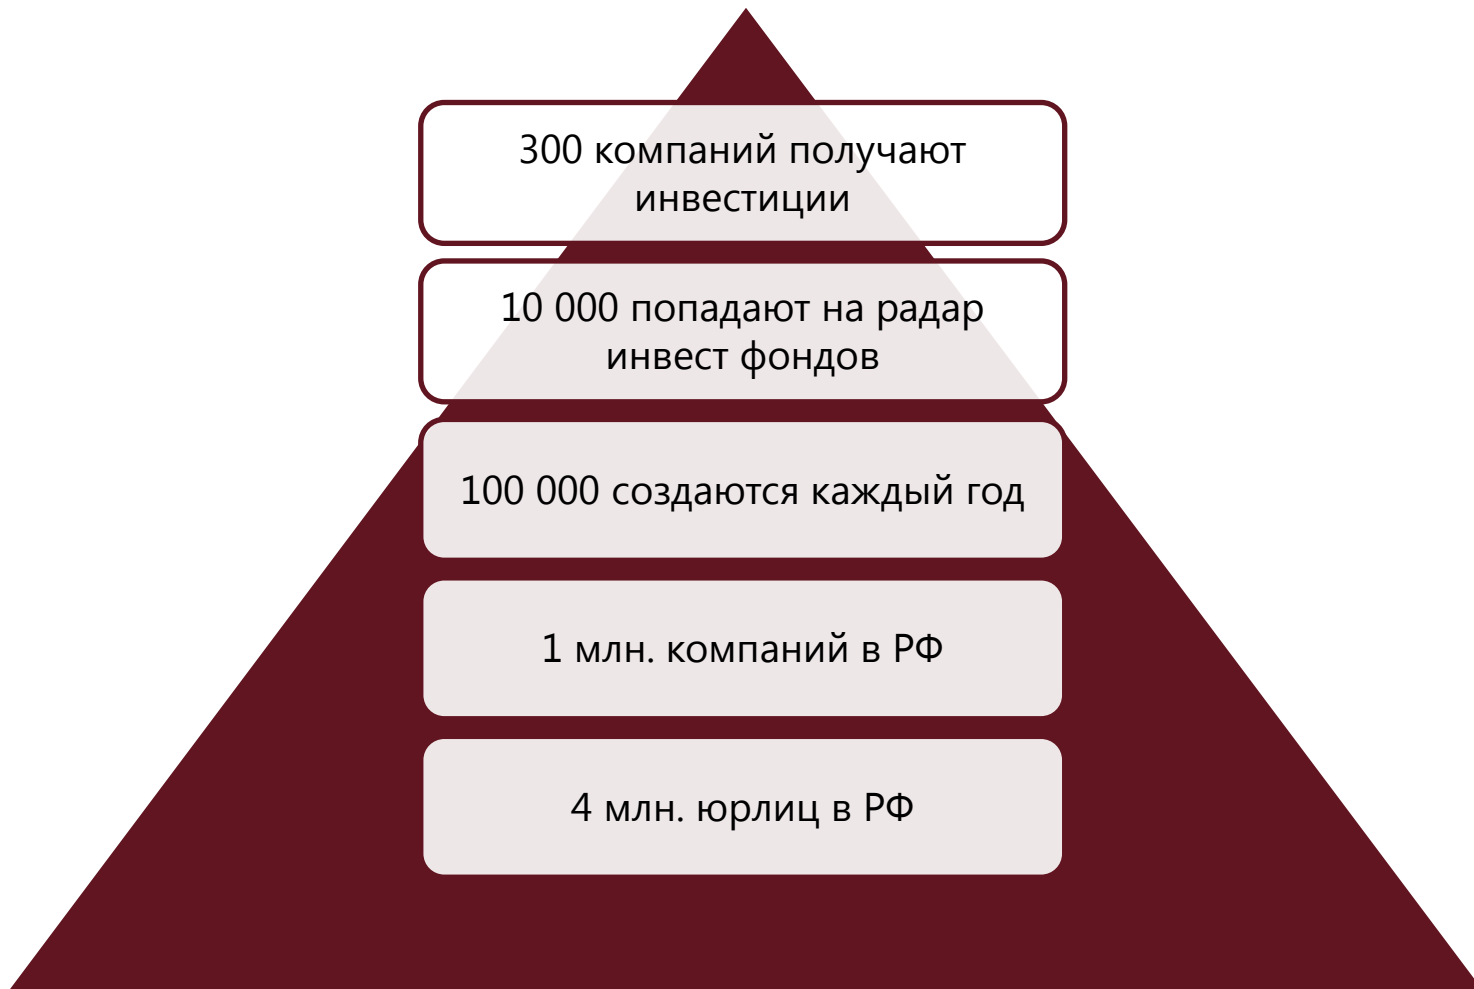 300 компаний получают
инвестиции
10 000 попадают на радар
инвест фондов
100 000 создаются каждый год
1 млн. компаний в РФ
4 млн. юрлиц в РФ